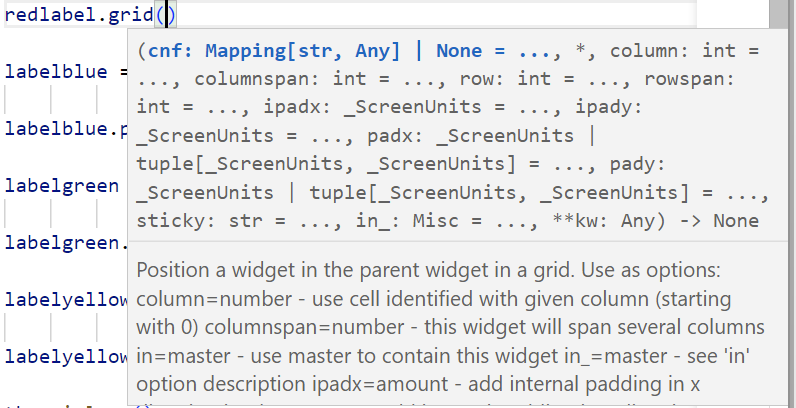 redlabel.grid()
(cnf: Mapping[str, Any] | None = ..., *, column: int =
..., columnspan: int = ..., row: int = ..., rowspan:
int = ..., ipadx: _ScreenUnits = ..., ipady:
_ScreenUnits = ..., padx: _ScreenUnits |
tuple[_ScreenUnits, _ScreenUnits] = ..., pady:
_ScreenUnits | tuple[_ScreenUnits, _ScreenUnits] = ...,
sticky: str = ..., in_: Misc = ..., **kw: Any) -> None
labelblue =
labelblue.p
labelgreen
labelgreen.
labelyellow
labelyellow
Position a widget in the parent widget in a grid. Use as options:
column=number - use cell identified with given column (starting
with 0) columnspan=number - this widget will span several columns
in=master - use master to contain this widget in_=master - see 'in'
option description ipadx=amount - add internal padding in x